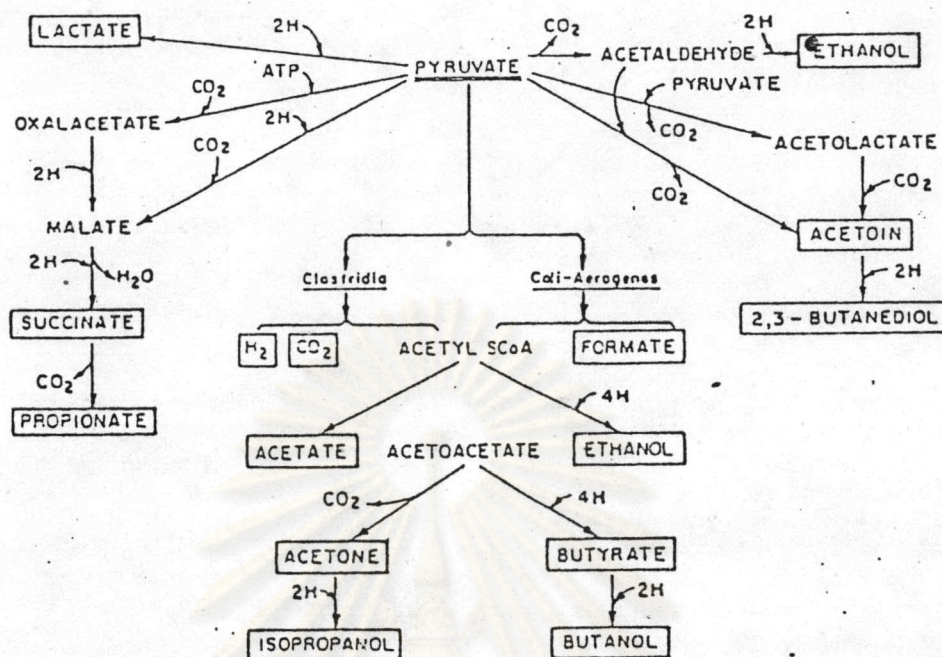 LACTATE
2H
PYRUVATE
CO2
ACETALDEHYDE
2H
ETHANOL
ATP
CO2
PYRUVATE
OXALACETATE
2H
CO2
CO2
ACETOLACTATE
2H
CO2
CO2
MALATE
ACETOIN
2H
H2O
Clostridia
Coli-Aerogenes
2H
SUCCINATE
2,3-BUTANEDIOL
H2
CO2
ACETYL SCoA
FORMATE
CO2
4H
PROPIONATE
ACETATE
ACETOACETATE
ETHANOL
CO2
4H
ACETONE
BUTYRATE
2H
2H
ISOPROPANOL
BUTANOL